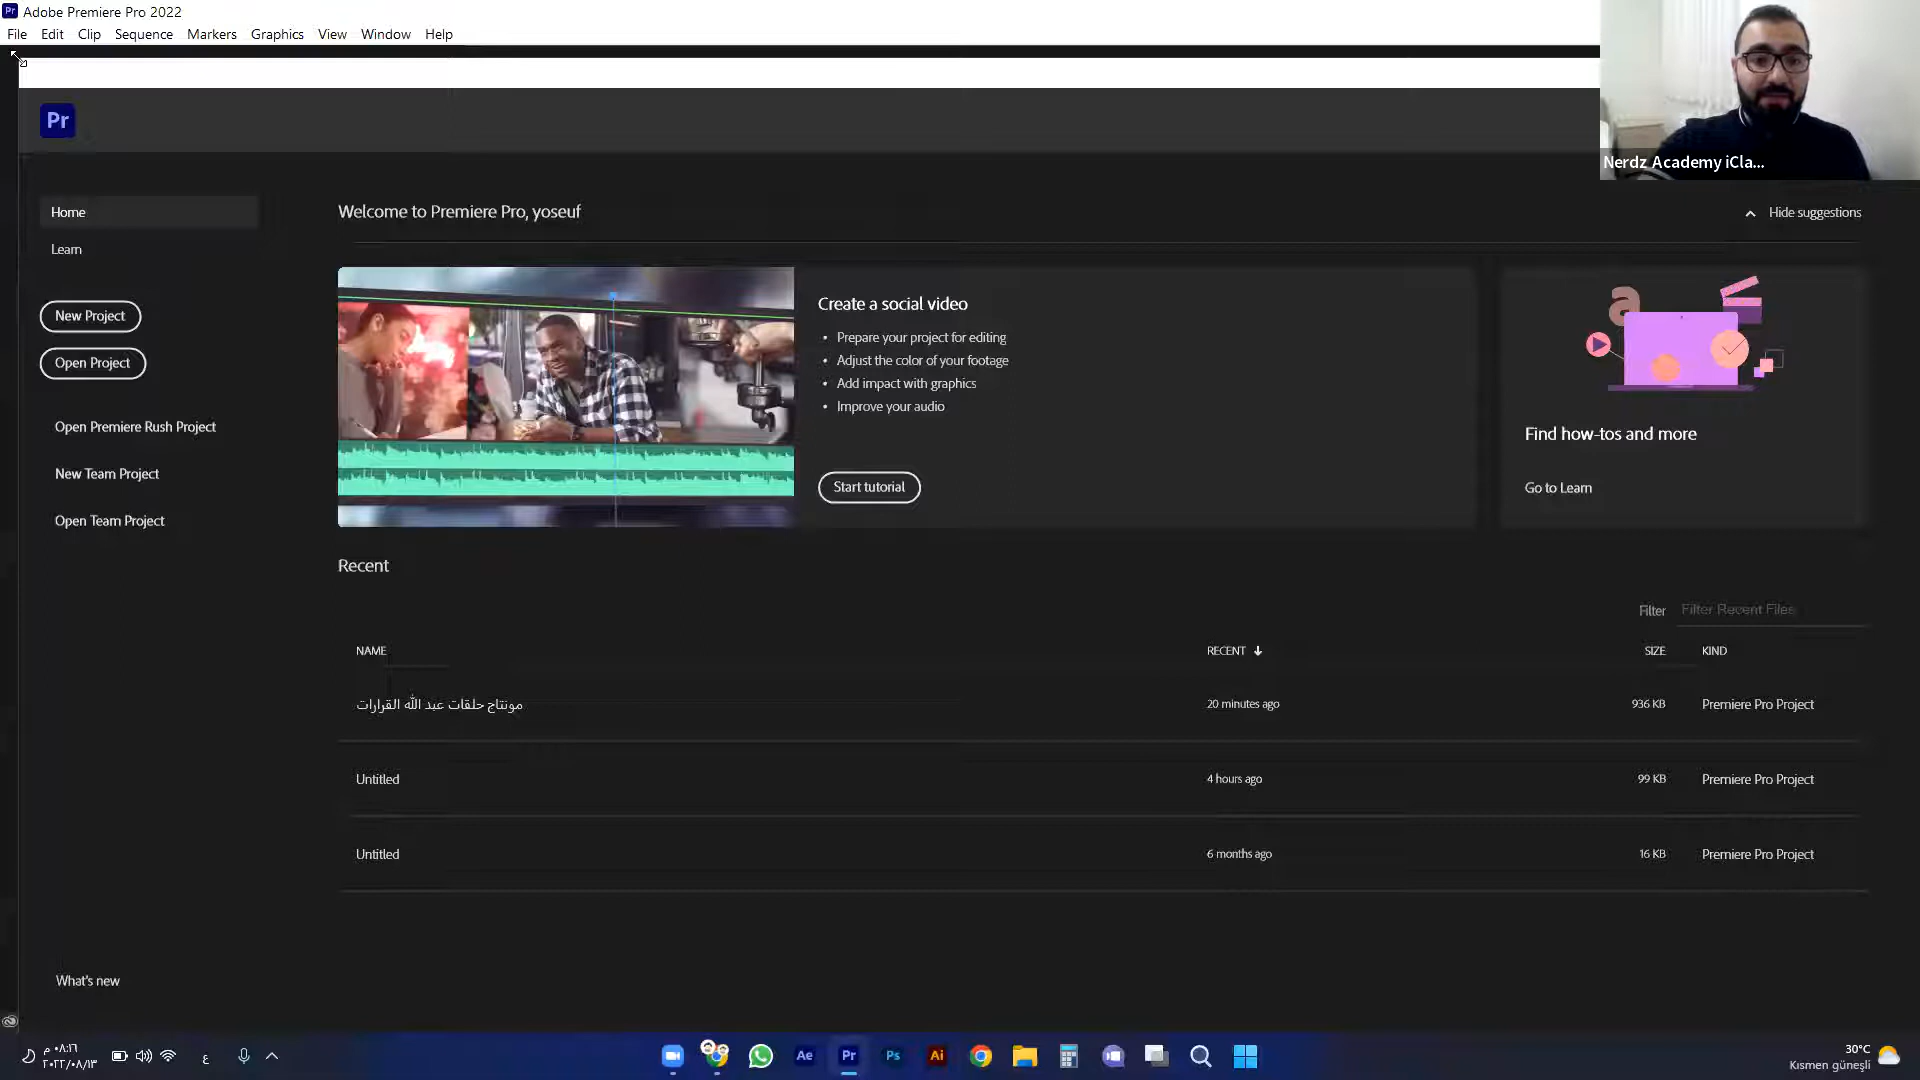 Pr Adobe Premiere Pro 2022
File Edit Clip Sequence Markers Graphics View Window Help
Pr
Nerdz Academy iCla...
Home
Learn
New Project
Open Project
Open Premiere Rush Project
New Team Project
Open Team Project
What's new
Welcome to Premiere Pro, yoseuf
Hide suggestions
Create a social video
• Prepare your project for editing
• Adjust the color of your footage
• Add impact with graphics
• Improve your audio
Start tutorial
Find how-tos and more
Go to Learn
Recent
Filter Filter Recent Files
NAME RECENT SIZE KIND
مونتاج حلقات عبد الله القرارات 20 minutes ago 936 KB Premiere Pro Project
Untitled 4 hours ago 99 KB Premiere Pro Project
Untitled 6 months ago 16 KB Premiere Pro Project
٠٨:١٦ م
٢٠٢٢/٠٨/١٣
ع
Ae Pr Ps Ai
30°C
Kısmen güneşli